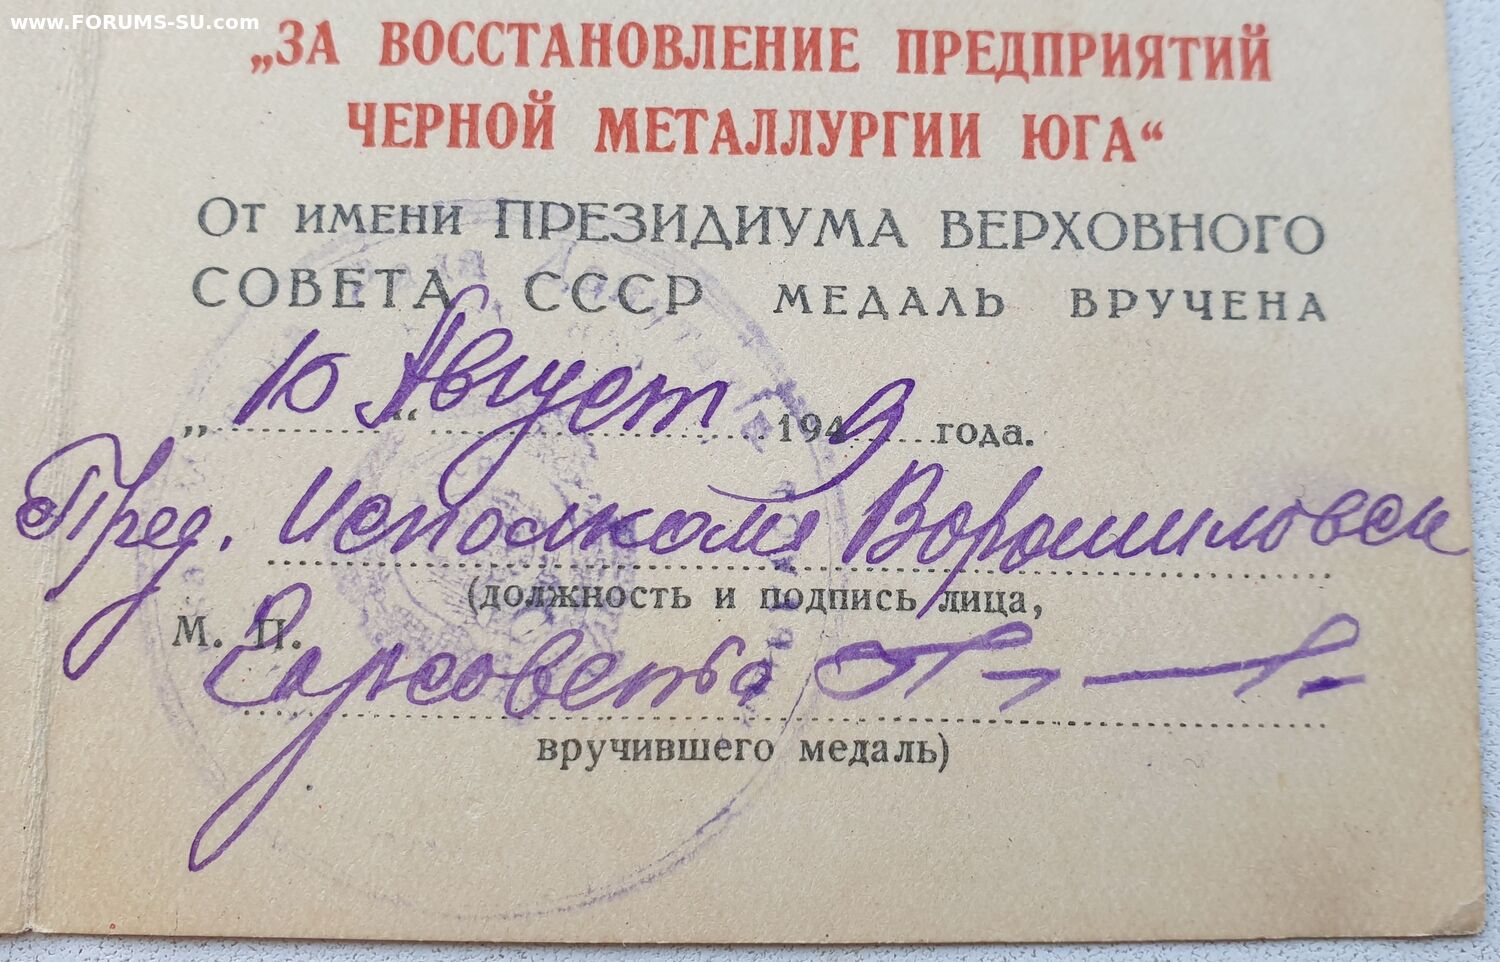 www.FORUMS-SU.com
„ЗА ВОССТАНОВЛЕНИЕ ПРЕДПРИЯТИЙ
ЧЕРНОЙ МЕТАЛЛУРГИИ ЮГА“
От имени ПРЕЗИДИУМА ВЕРХОВНОГО
СОВЕТА СССР МЕДАЛЬ ВРУЧЕНА
„10“ Август 1949 года.
Пред. Исполкома Ворошиловск
(должность и подпись лица,
М. П.
Горсовета
вручившего медаль)